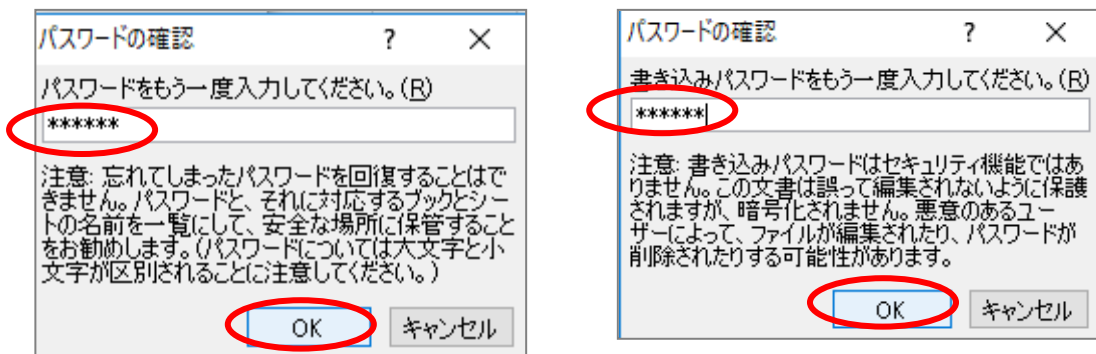 パスワードの確認 ? ×
パスワードをもう一度入力してください。(R)
******
注意: 忘れてしまったパスワードを回復することはで
きません。パスワードと、それに対応するブックとシー
トの名前を一覧にして、安全な場所に保管すること
をお勧めします。(パスワードについては大文字と小
文字が区別されることに注意してください。)
OK キャンセル
パスワードの確認 ? ×
書き込みパスワードをもう一度入力してください。(R)
******
注意: 書き込みパスワードはセキュリティ機能ではあ
りません。この文書は誤って編集されないように保護
されますが、暗号化されません。悪意のあるユー
ザーによって、ファイルが編集されたり、パスワードが
削除されたりする可能性があります。
OK キャンセル